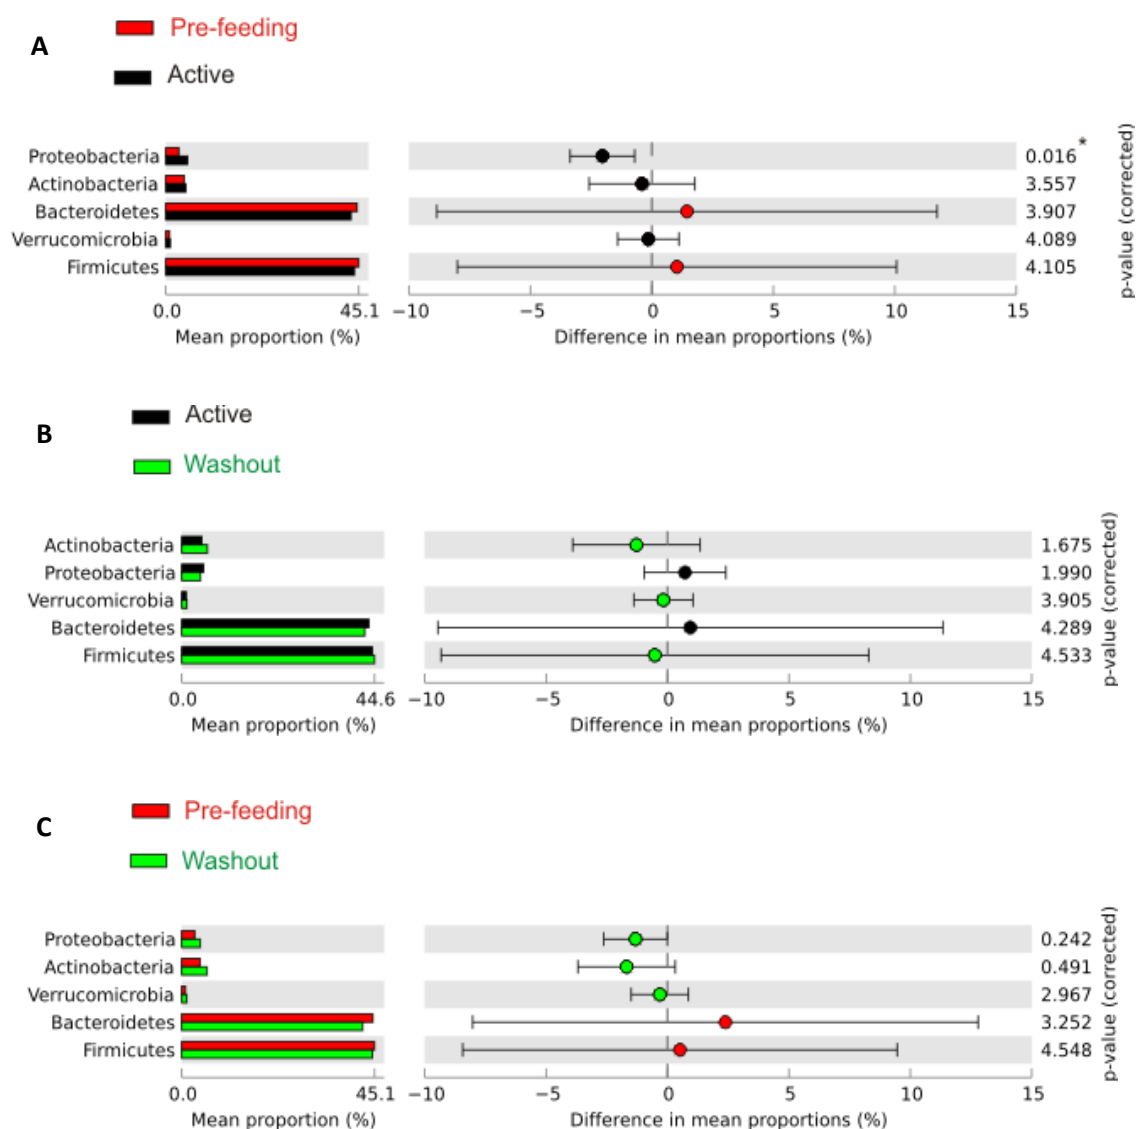 A
Pre-feeding
Active
Proteobacteria 0.016*
Actinobacteria 3.557
Bacteroidetes 3.907
Verrucomicrobia 4.089
Firmicutes 4.105
p-value (corrected)
0.0 45.1 −10 −5 0 5 10 15
Mean proportion (%) Difference in mean proportions (%)
B
Active
Washout
Actinobacteria 1.675
Proteobacteria 1.990
Verrucomicrobia 3.905
Bacteroidetes 4.289
Firmicutes 4.533
p-value (corrected)
0.0 44.6 −10 −5 0 5 10 15
Mean proportion (%) Difference in mean proportions (%)
C
Pre-feeding
Washout
Proteobacteria 0.242
Actinobacteria 0.491
Verrucomicrobia 2.967
Bacteroidetes 3.252
Firmicutes 4.548
p-value (corrected)
0.0 45.1 −10 −5 0 5 10 15
Mean proportion (%) Difference in mean proportions (%)